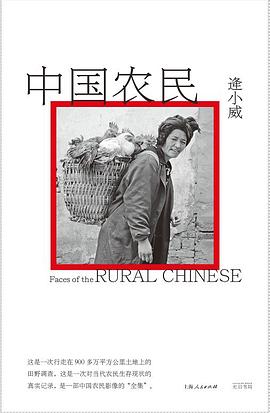 中国农民
逄小威
Faces of the RURAL CHINESE
这是一次行走在 900 多万平方公里土地上的
田野调查，这是一次对当代农民生存现状的
真实记录，是一部中国农民影像的“全集”。
上海人民出版社